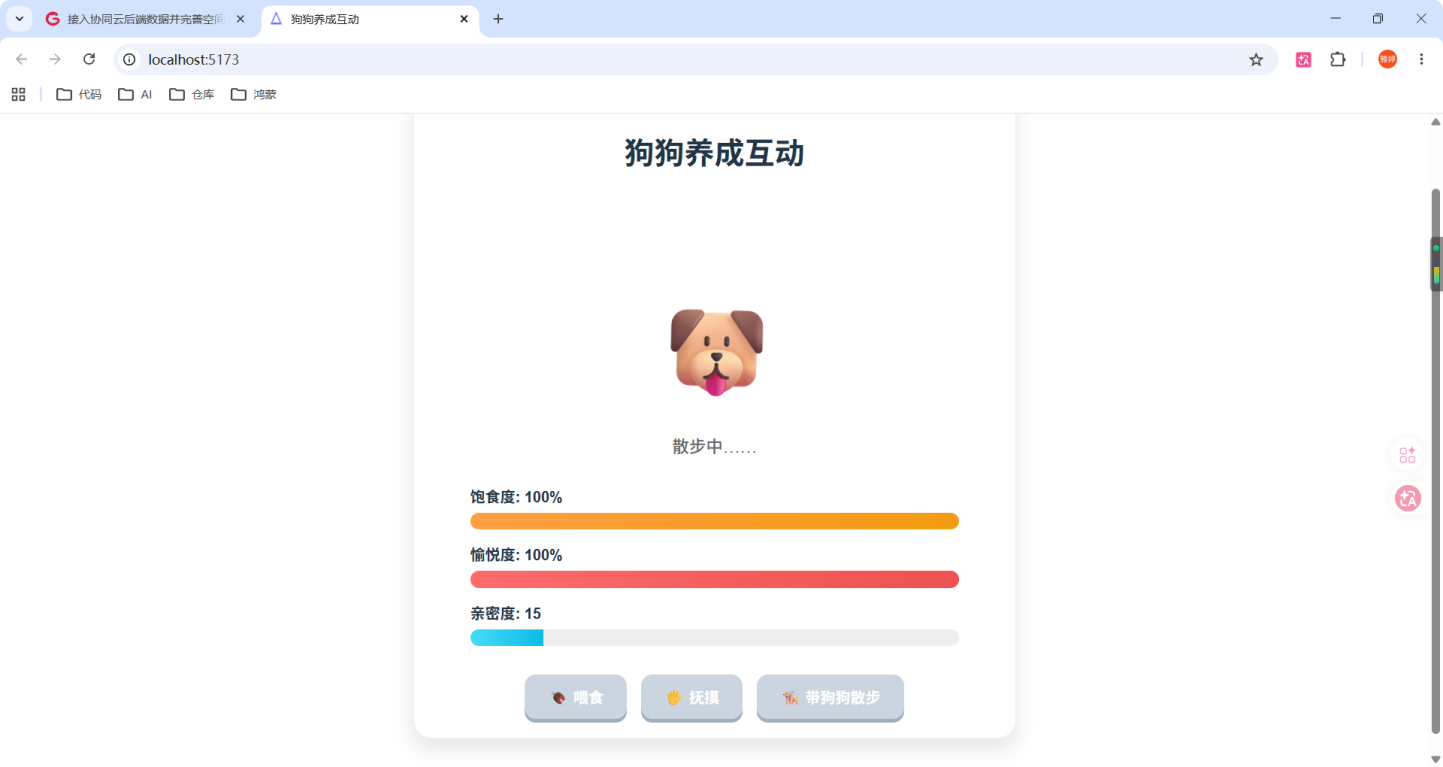 接入协同云后端数据并完善空间
狗狗养成互动
localhost:5173
雅婷
代码
AI
仓库
鸿蒙
狗狗养成互动
散步中……
饱食度: 100%
愉悦度: 100%
亲密度: 15
喂食
抚摸
带狗狗散步